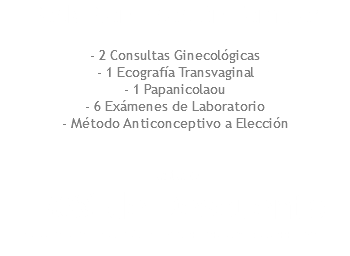 - 2 Consultas Ginecológicas
- 1 Ecografía Transvaginal
- 1 Papanicolaou
- 6 Exámenes de Laboratorio
- Método Anticonceptivo a Elección